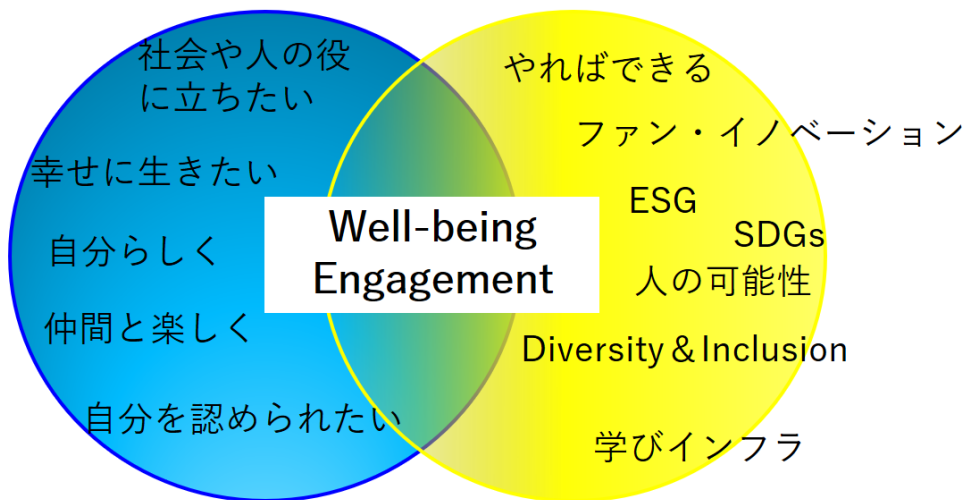 社会や人の役
に立ちたい
幸せに生きたい
自分らしく
仲間と楽しく
自分を認められたい
Well-being
Engagement
やればできる
ファン・イノベーション
ESG
SDGs
人の可能性
Diversity＆Inclusion
学びインフラ